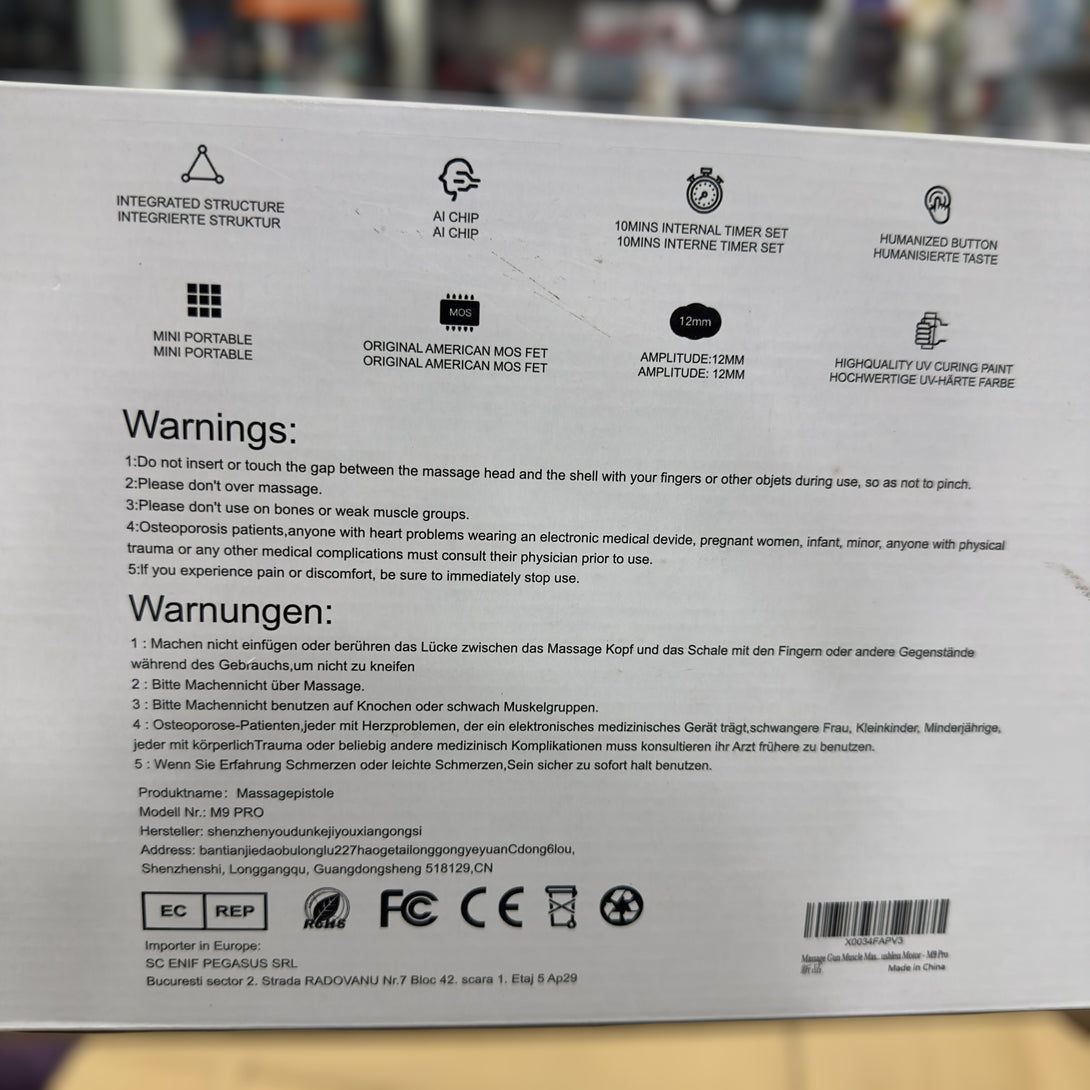 INTEGRATED STRUCTURE
INTEGRIERTE STRUKTUR
AI CHIP
AI CHIP
10MINS INTERNAL TIMER SET
10MINS INTERNE TIMER SET
HUMANIZED BUTTON
HUMANISIERTE TASTE
MINI PORTABLE
MINI PORTABLE
MOS
ORIGINAL AMERICAN MOS FET
ORIGINAL AMERICAN MOS FET
12mm
AMPLITUDE:12MM
AMPLITUDE: 12MM
HIGHQUALITY UV CURING PAINT
HOCHWERTIGE UV-HÄRTE FARBE
Warnings:
1:Do not insert or touch the gap between the massage head and the shell with your fingers or other objets during use, so as not to pinch.
2:Please don't over massage.
3:Please don't use on bones or weak muscle groups.
4:Osteoporosis patients,anyone with heart problems wearing an electronic medical devide, pregnant women, infant, minor, anyone with physical
trauma or any other medical complications must consult their physician prior to use.
5:If you experience pain or discomfort, be sure to immediately stop use.
Warnungen:
1 : Machen nicht einfügen oder berühren das Lücke zwischen das Massage Kopf und das Schale mit den Fingern oder andere Gegenstände
während des Gebrauchs,um nicht zu kneifen
2 : Bitte Machennicht über Massage.
3 : Bitte Machennicht benutzen auf Knochen oder schwach Muskelgruppen.
4 : Osteoporose-Patienten,jeder mit Herzproblemen, der ein elektronisches medizinisches Gerät trägt,schwangere Frau, Kleinkinder, Minderjährige,
jeder mit körperlichTrauma oder beliebig andere medizinisch Komplikationen muss konsultieren ihr Arzt frühere zu benutzen.
5 : Wenn Sie Erfahrung Schmerzen oder leichte Schmerzen,Sein sicher zu sofort halt benutzen.
Produktname: Massagepistole
Modell Nr.: M9 PRO
Hersteller: shenzhenyoudunkejiyouxiangongsi
Address: bantianjiedaobulonglu227haogetailonggongyeyuanCdong6lou,
Shenzhenshi, Longgangqu, Guangdongsheng 518129,CN
EC REP
RoHS
FC
CE
Importer in Europe:
SC ENIF PEGASUS SRL
Bucuresti sector 2. Strada RADOVANU Nr.7 Bloc 42. scara 1. Etaj 5 Ap29
X0034FAPV3
Massage Gun Muscle Mas... ushless Motor - M9 Pro
新品
Made in China